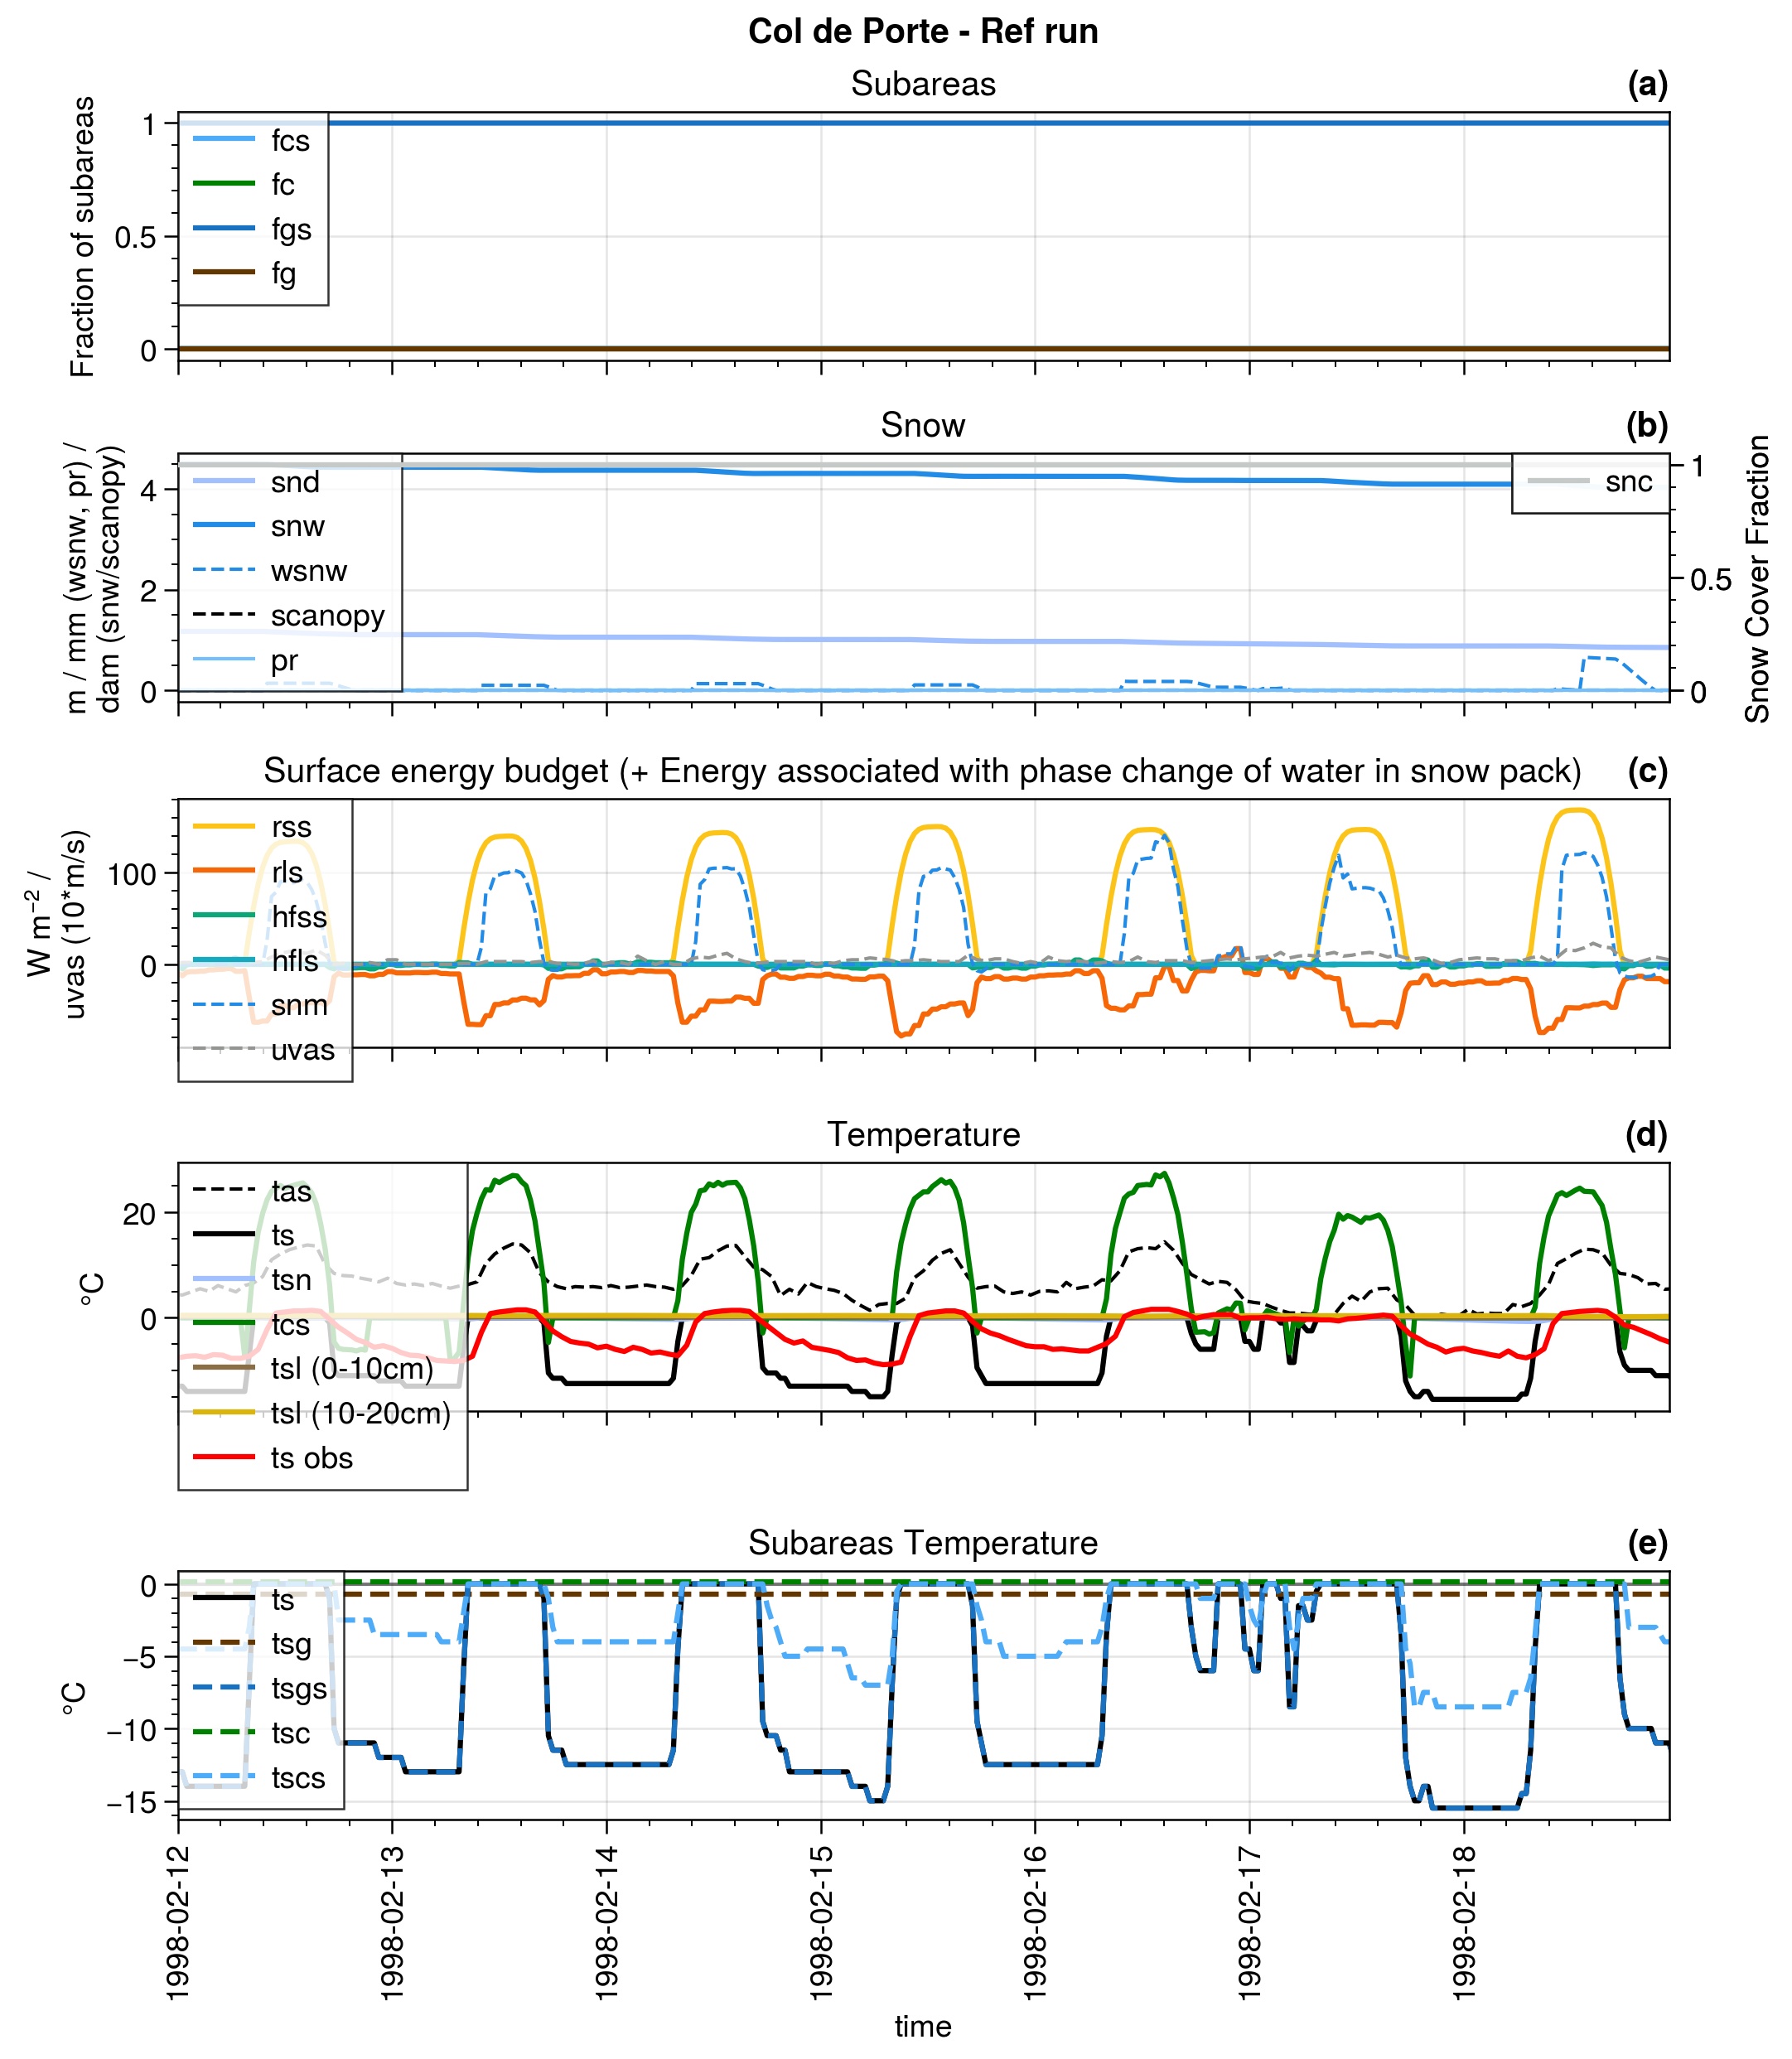 Col de Porte - Ref run
Subareas
(a)
Fraction of subareas
1
0.5
0
fcs
fc
fgs
fg
Snow
(b)
m / mm (wsnw, pr) /
dam (snw/scanopy)
4
2
0
snd
snw
wsnw
scanopy
pr
snc
1
0.5
0
Snow Cover Fraction
Surface energy budget (+ Energy associated with phase change of water in snow pack)
(c)
W m⁻² /
uvas (10*m/s)
100
0
rss
rls
hfss
hfls
snm
uvas
Temperature
(d)
°C
20
0
tas
ts
tsn
tcs
tsl (0-10cm)
tsl (10-20cm)
ts obs
Subareas Temperature
(e)
°C
0
−5
−10
−15
ts
tsg
tsgs
tsc
tscs
1998-02-12
1998-02-13
1998-02-14
1998-02-15
1998-02-16
1998-02-17
1998-02-18
time